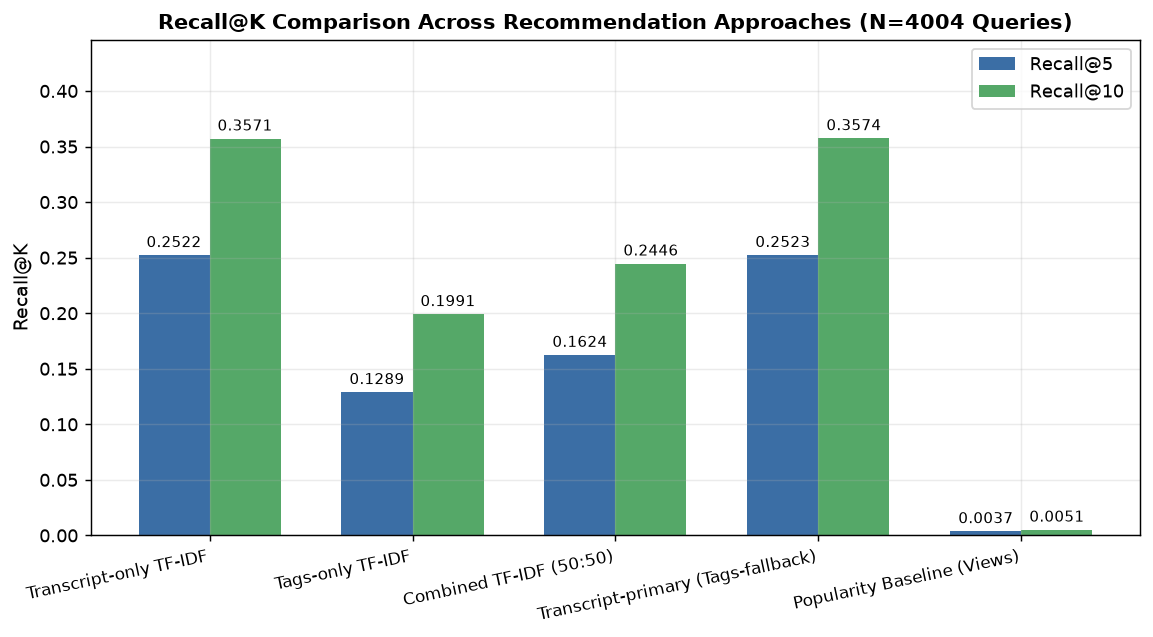 Recall@K Comparison Across Recommendation Approaches (N=4004 Queries)
Recall@5
Recall@10
Recall@K
0.40
0.35
0.30
0.25
0.20
0.15
0.10
0.05
0.00
0.2522
0.3571
0.1289
0.1991
0.1624
0.2446
0.2523
0.3574
0.0037
0.0051
Transcript-only TF-IDF
Tags-only TF-IDF
Combined TF-IDF (50:50)
Transcript-primary (Tags-fallback)
Popularity Baseline (Views)